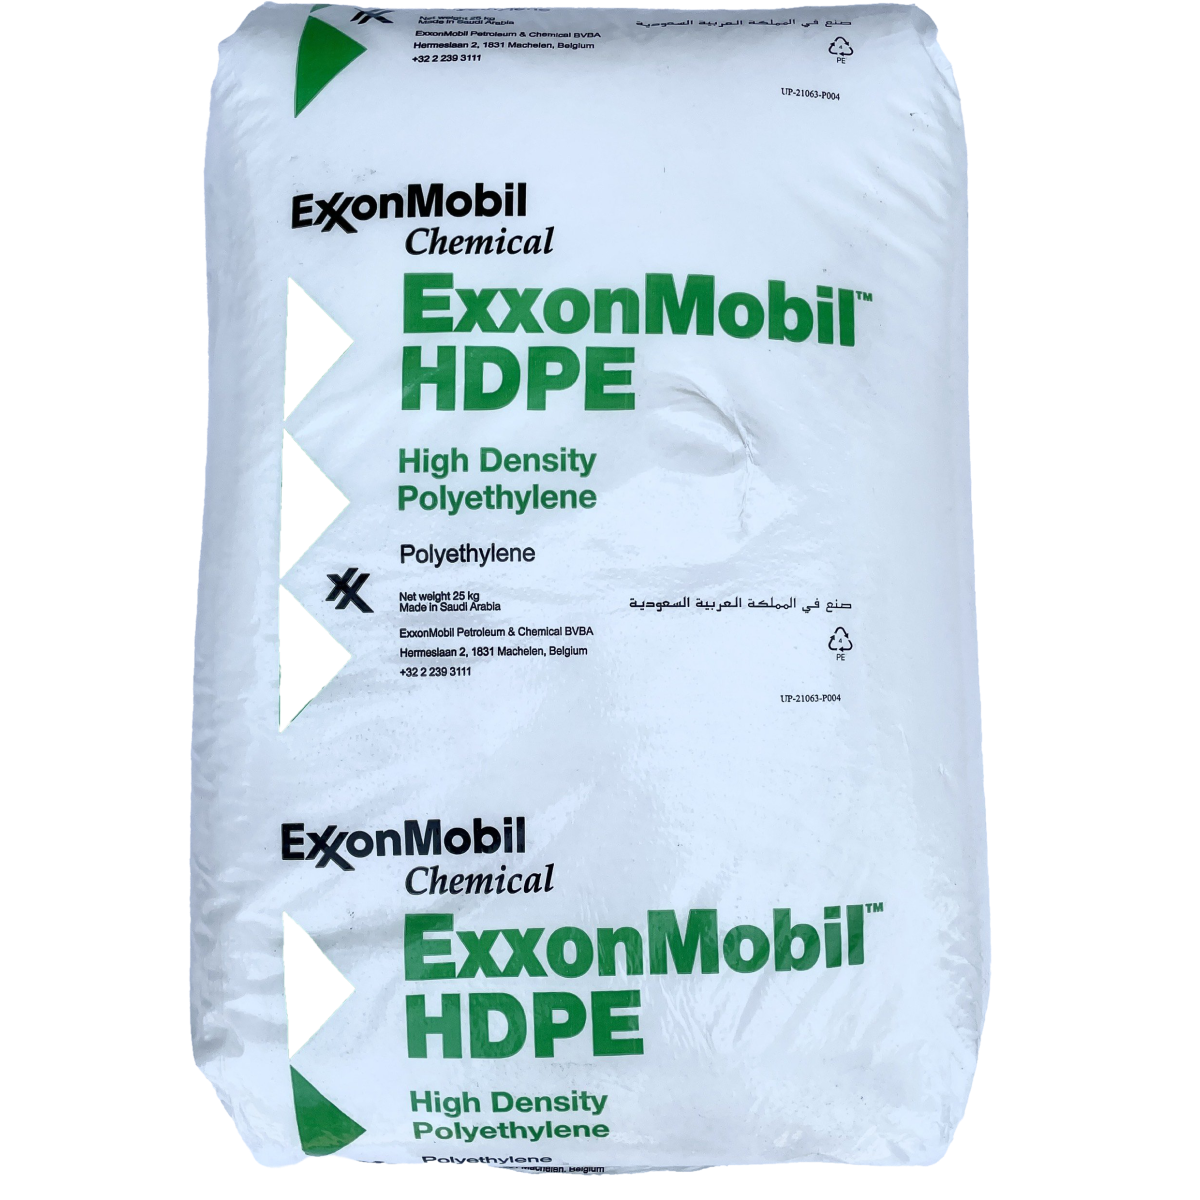 Net weight 25 kg
Made in Saudi Arabia
صنع في المملكة العربية السعودية
ExxonMobil Petroleum & Chemical BVBA
Hermeslaan 2, 1831 Machelen, Belgium
+32 2 239 3111
4
PE
UP-21063-P004
ExxonMobil
Chemical
ExxonMobil™
HDPE
High Density
Polyethylene
Polyethylene
Net weight 25 kg
Made in Saudi Arabia
صنع في المملكة العربية السعودية
ExxonMobil Petroleum & Chemical BVBA
Hermeslaan 2, 1831 Machelen, Belgium
+32 2 239 3111
4
PE
UP-21063-P004
ExxonMobil
Chemical
ExxonMobil™
HDPE
High Density
Polyethylene
Polyethylene
Machelen, Belgium